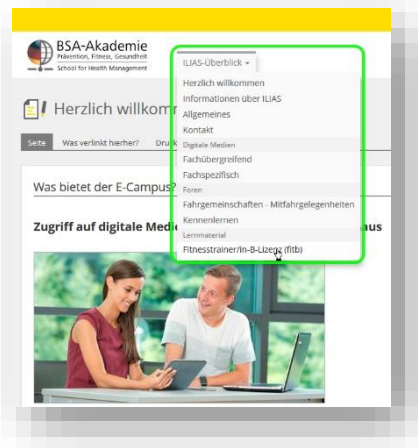 BSA-Akademie
Prävention, Fitness, Gesundheit
School for Health Management
ILIAS-Überblick
Herzlich willkommen
Informationen über ILIAS
Allgemeines
Kontakt
Digitale Medien
Fachübergreifend
Fachspezifisch
Foren
Fahrgemeinschaften - Mitfahrgelegenheiten
Kennenlernen
Lernmaterial
Fitnesstrainer/in-B-Lizenz (fitb)
Herzlich willkom
Seite Was verlinkt hierher? Druck
Was bietet der E-Campus?
Zugriff auf digitale Medie aus